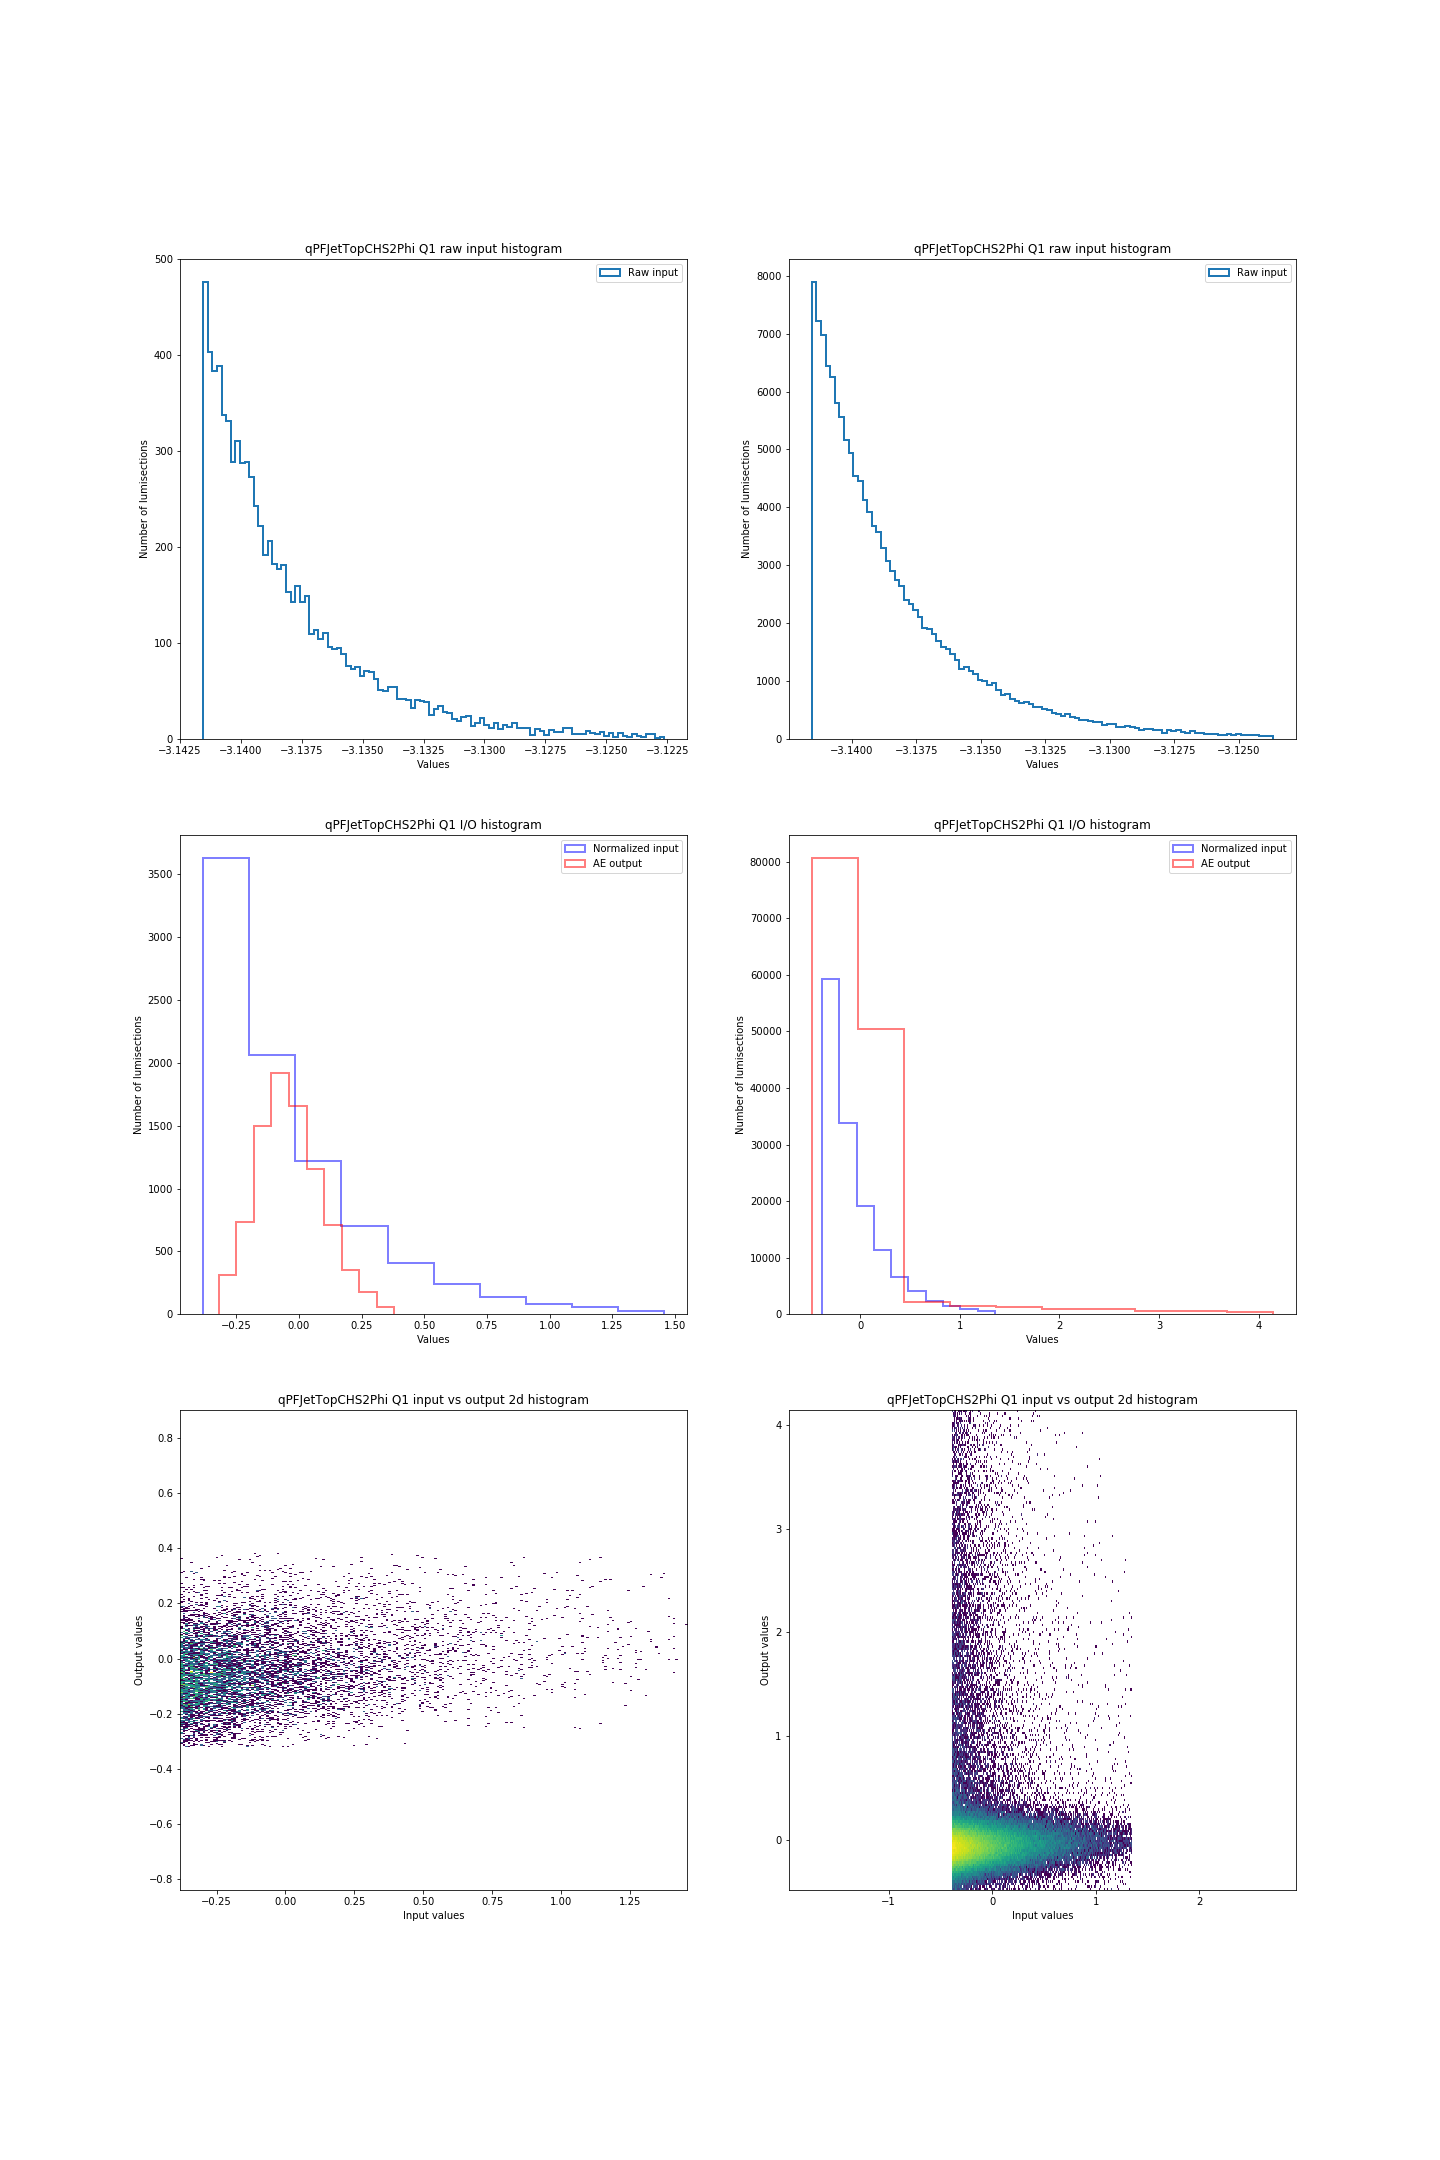 qPFJetTopCHS2Phi Q1 raw input histogram
Raw input
500
400
300
200
100
0
Number of lumisections
−3.1425 −3.1400 −3.1375 −3.1350 −3.1325 −3.1300 −3.1275 −3.1250 −3.1225
Values
qPFJetTopCHS2Phi Q1 raw input histogram
Raw input
8000
7000
6000
5000
4000
3000
2000
1000
0
Number of lumisections
−3.1400 −3.1375 −3.1350 −3.1325 −3.1300 −3.1275 −3.1250
Values
qPFJetTopCHS2Phi Q1 I/O histogram
Normalized input
AE output
3500
3000
2500
2000
1500
1000
500
0
Number of lumisections
−0.25 0.00 0.25 0.50 0.75 1.00 1.25 1.50
Values
qPFJetTopCHS2Phi Q1 I/O histogram
Normalized input
AE output
80000
70000
60000
50000
40000
30000
20000
10000
0
Number of lumisections
0 1 2 3 4
Values
qPFJetTopCHS2Phi Q1 input vs output 2d histogram
0.8
0.6
0.4
0.2
0.0
−0.2
−0.4
−0.6
−0.8
Output values
−0.25 0.00 0.25 0.50 0.75 1.00 1.25
Input values
qPFJetTopCHS2Phi Q1 input vs output 2d histogram
4
3
2
1
0
Output values
−1 0 1 2
Input values